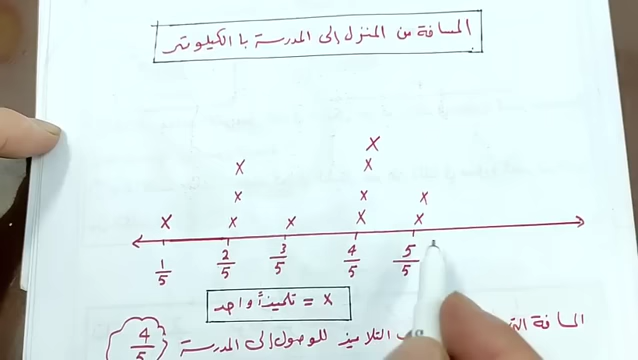 المسافة من المنزل إلى المدرسة بالكيلومتر
x
x x
x x x
x x x x x
1/5 2/5 3/5 4/5 5/5
x = تلميذاً واحد
المسافة
التلاميذ للوصول إلى المدرسة 4/5